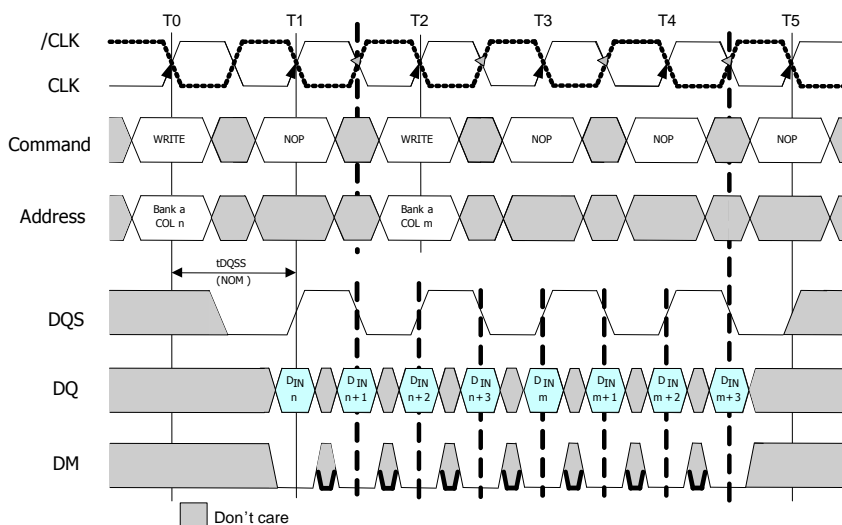 T0 T1 T2 T3 T4 T5
/CLK
CLK
Command
WRITE NOP WRITE NOP NOP NOP
Address
Bank a
COL n
Bank a
COL m
tDQSS
(NOM )
DQS
DQ
DIN
n
DIN
n+1
DIN
n+2
DIN
n+3
DIN
m
DIN
m+1
DIN
m+2
DIN
m+3
DM
Don't care